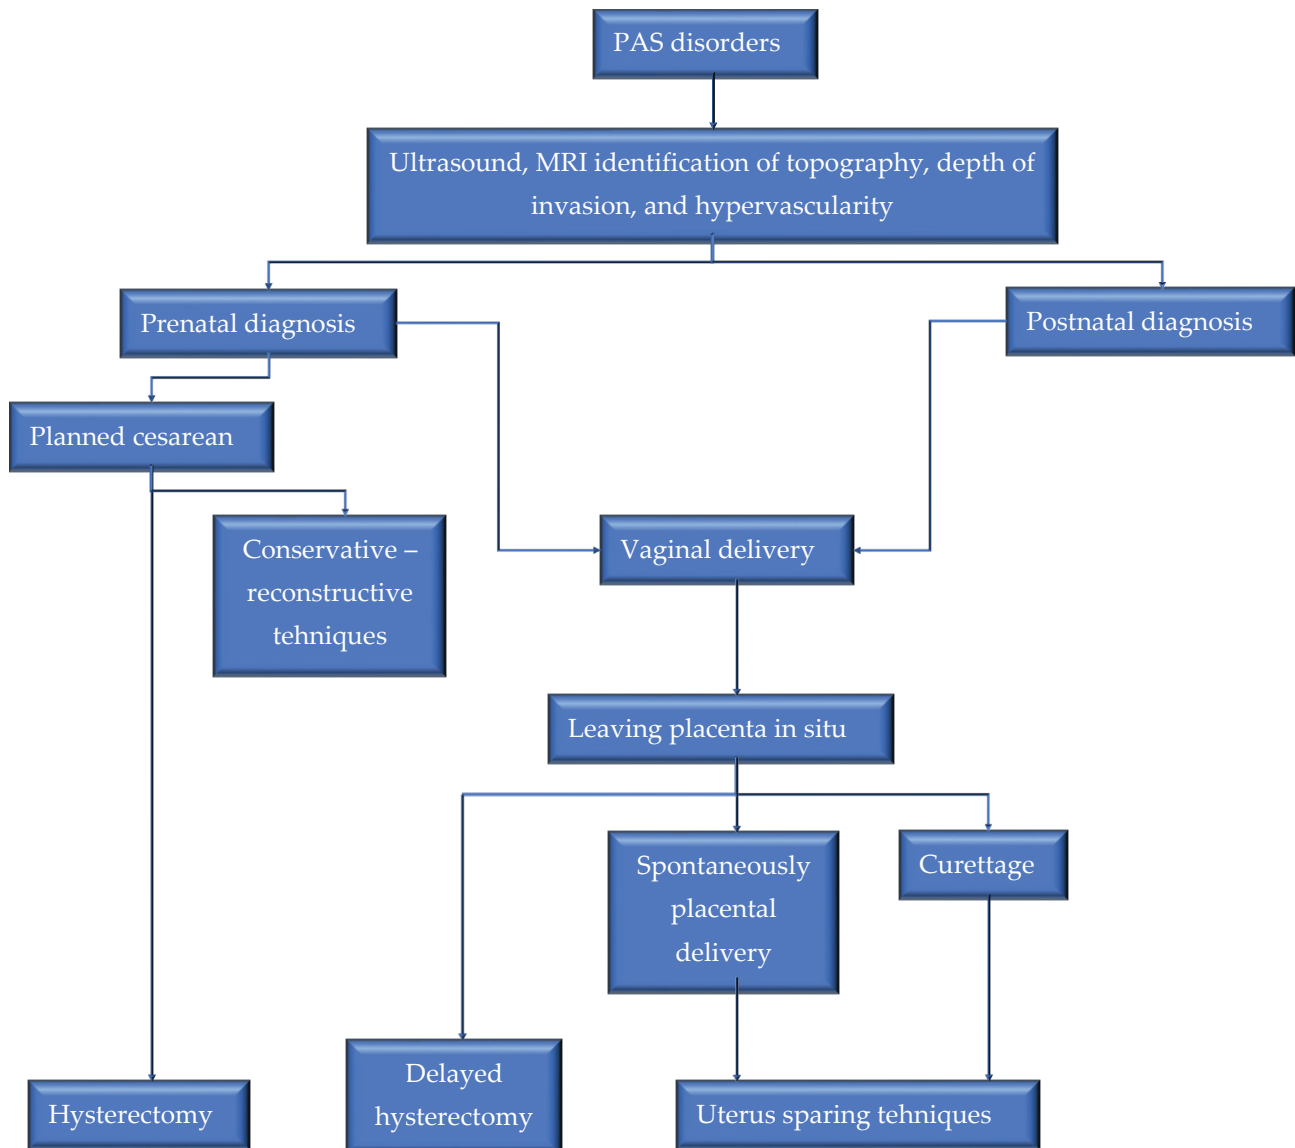 PAS disorders
Ultrasound, MRI identification of topography, depth of
invasion, and hypervascularity
Prenatal diagnosis
Postnatal diagnosis
Planned cesarean
Conservative –
reconstructive
tehniques
Vaginal delivery
Leaving placenta in situ
Spontaneously
placental
delivery
Curettage
Hysterectomy
Delayed
hysterectomy
Uterus sparing tehniques